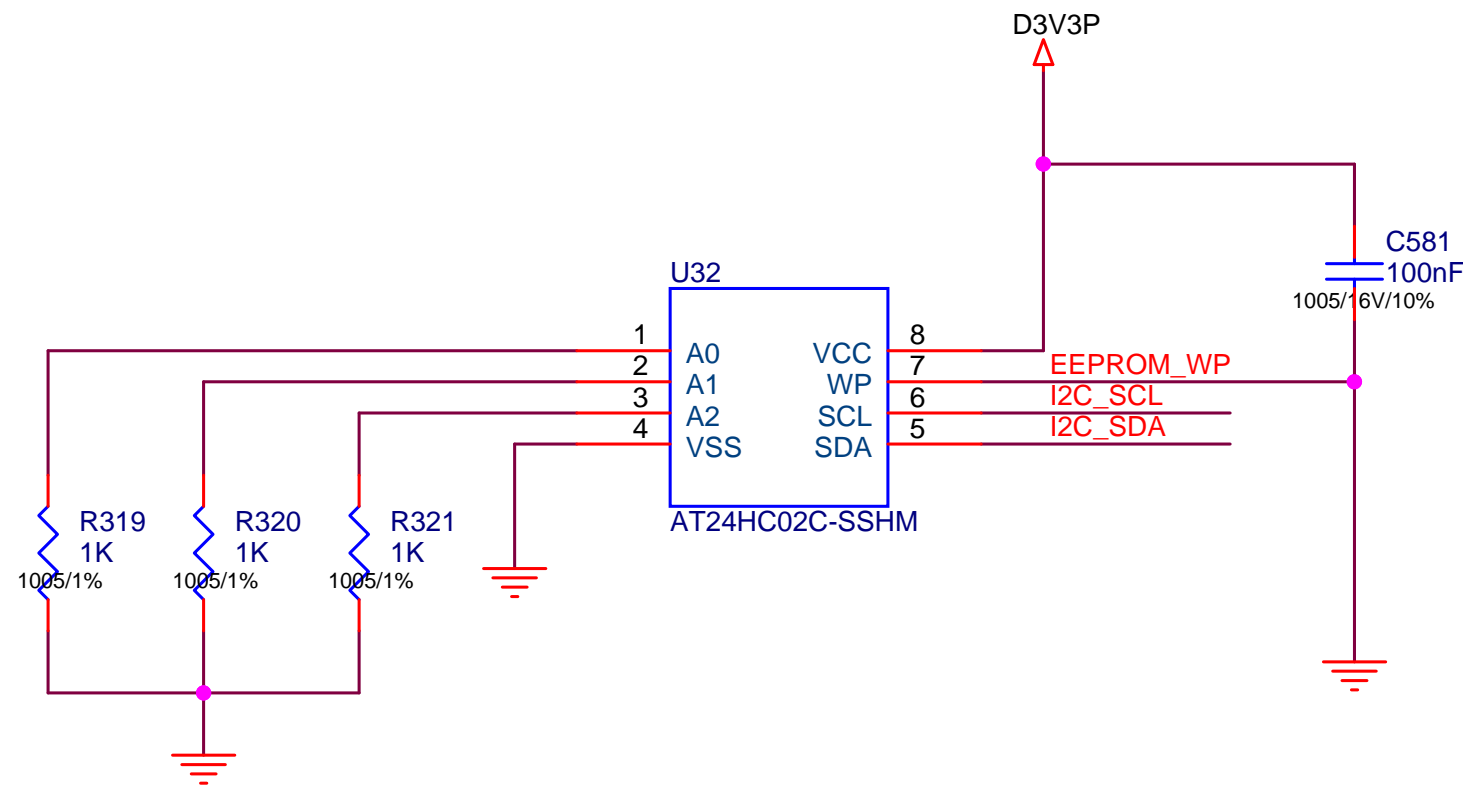 D3V3P
C581
100nF
1005/16V/10%
U32
1
A0
VCC
8
2
A1
WP
7
EEPROM_WP
3
A2
SCL
6
I2C_SCL
4
VSS
SDA
5
I2C_SDA
AT24HC02C-SSHM
R319
1K
1005/1%
R320
1K
1005/1%
R321
1K
1005/1%